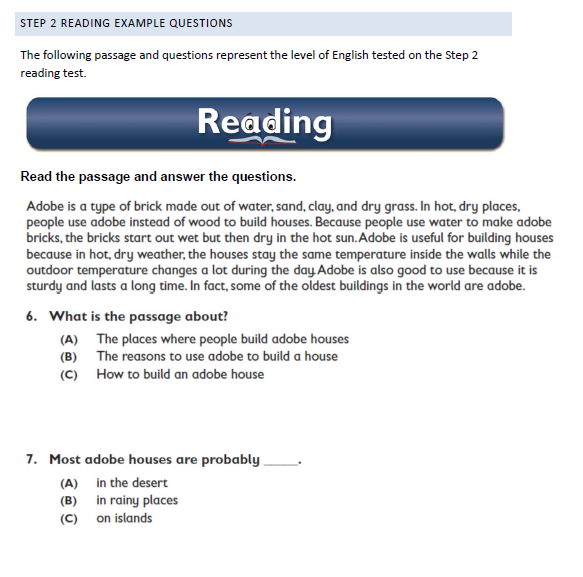 STEP 2 READING EXAMPLE QUESTIONS
The following passage and questions represent the level of English tested on the Step 2
reading test.
Reading
Read the passage and answer the questions.
Adobe is a type of brick made out of water, sand, clay, and dry grass. In hot, dry places,
people use adobe instead of wood to build houses. Because people use water to make adobe
bricks, the bricks start out wet but then dry in the hot sun. Adobe is useful for building houses
because in hot, dry weather, the houses stay the same temperature inside the walls while the
outdoor temperature changes a lot during the day. Adobe is also good to use because it is
sturdy and lasts a long time. In fact, some of the oldest buildings in the world are adobe.
6. What is the passage about?
(A) The places where people build adobe houses
(B) The reasons to use adobe to build a house
(C) How to build an adobe house
7. Most adobe houses are probably _____.
(A) in the desert
(B) in rainy places
(C) on islands